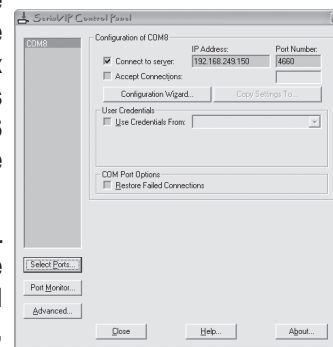 Serial/IP Control Panel
COM8
Configuration of COM8
IP Address:
Port Number:
Connect to server:
192.168.249.150
4660
Accept Connections:
Configuration Wizard...
Copy Settings To...
User Credentials
Use Credentials From:
COM Port Options
Restore Failed Connections
Select Ports...
Port Monitor...
Advanced...
Close
Help...
About...